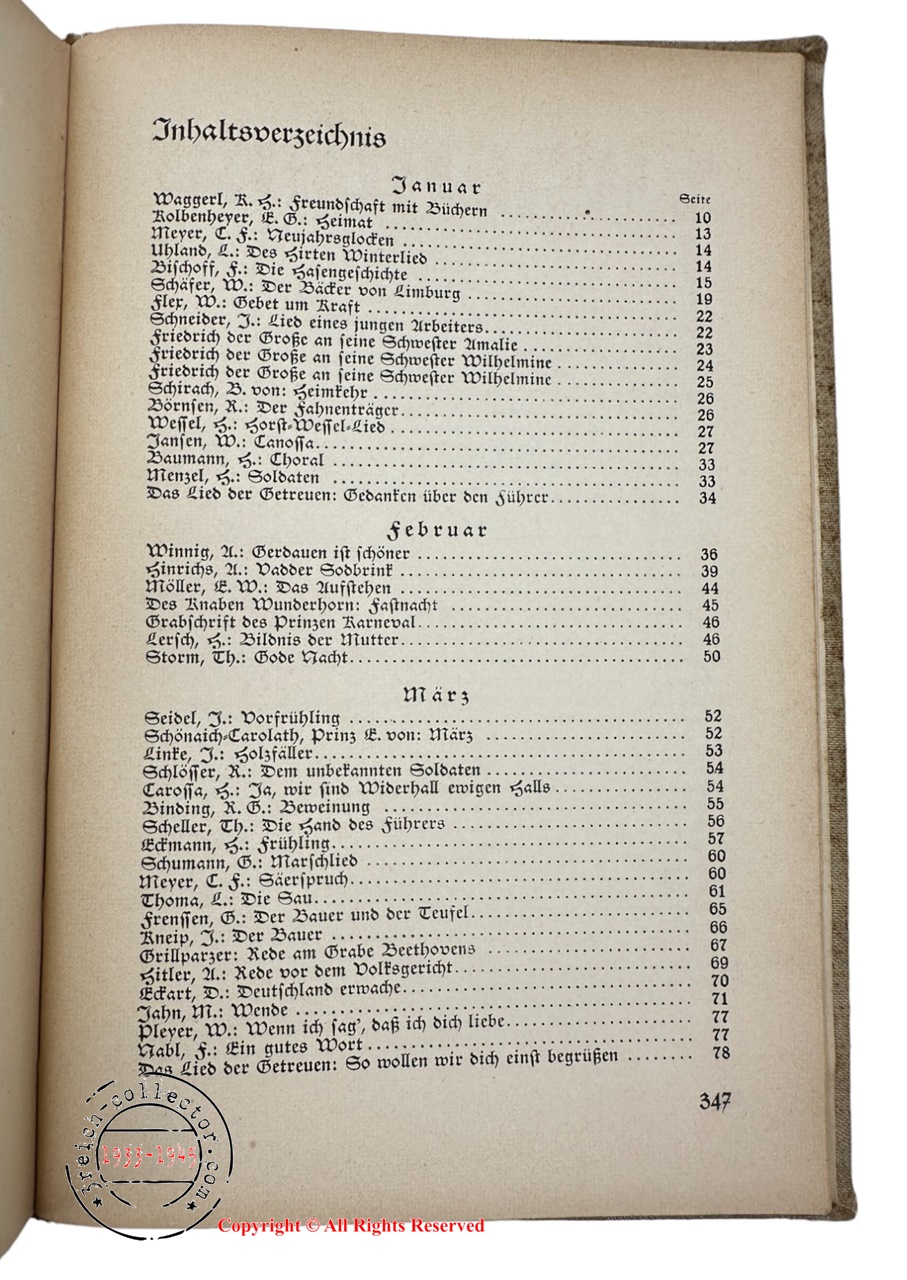 Inhaltsverzeichnis
Januar
Seite
Waggerl, K. H.: Freundschaft mit Büchern .......... 10
Kolbenheyer, E. G.: Heimat .......... 13
Meyer, C. F.: Neujahrsglocken .......... 14
Uhland, L.: Des Hirten Winterlied .......... 14
Bischoff, F.: Die Hasengeschichte .......... 15
Schäfer, W.: Der Bäcker von Limburg .......... 19
Flex, W.: Gebet um Kraft .......... 22
Schneider, J.: Lied eines jungen Arbeiters .......... 22
Friedrich der Große an seine Schwester Amalie .......... 23
Friedrich der Große an seine Schwester Wilhelmine .......... 24
Friedrich der Große an seine Schwester Wilhelmine .......... 25
Schirach, B. von: Heimkehr .......... 26
Börnsen, R.: Der Fahnenträger .......... 26
Wessel, H.: Horst-Wessel-Lied .......... 27
Jansen, W.: Canossa .......... 27
Baumann, H.: Choral .......... 33
Menzel, H.: Soldaten .......... 33
Das Lied der Getreuen: Gedanken über den Führer .......... 34
Februar
Winnig, A.: Gerdauen ist schöner .......... 36
Hinrichs, A.: Vadder Sodbrink .......... 39
Möller, E. W.: Das Aufstehen .......... 44
Des Knaben Wunderhorn: Fastnacht .......... 45
Grabschrift des Prinzen Karneval .......... 46
Lersch, H.: Bildnis der Mutter .......... 46
Storm, Th.: Gode Nacht .......... 50
März
Seidel, J.: Vorfrühling .......... 52
Schönaich-Carolath, Prinz E. von: März .......... 52
Linke, J.: Holzfäller .......... 53
Schlösser, R.: Dem unbekannten Soldaten .......... 54
Carossa, H.: Ja, wir sind Widerhall ewigen Halls .......... 54
Binding, R. G.: Beweinung .......... 55
Scheller, Th.: Die Hand des Führers .......... 56
Eckmann, H.: Frühling .......... 57
Schumann, G.: Marschlied .......... 60
Meyer, C. F.: Säerspruch .......... 60
Thoma, L.: Die Sau .......... 61
Frenssen, G.: Der Bauer und der Teufel .......... 65
Kneip, J.: Der Bauer .......... 66
Grillparzer: Rede am Grabe Beethovens .......... 67
Hitler, A.: Rede vor dem Volksgericht .......... 69
Eckart, D.: Deutschland erwache .......... 70
Jahn, M.: Wende .......... 71
Pleyer, W.: Wenn ich sag', daß ich dich liebe .......... 77
Nabl, F.: Ein gutes Wort .......... 77
Das Lied der Getreuen: So wollen wir dich einst begrüßen .......... 78
347
3reich-collector.com
1933-1945
Copyright © All Rights Reserved